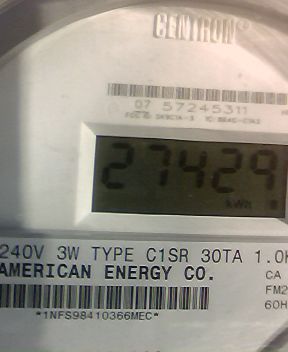 CENTRON®
07 57245311
27429
kWh
240V 3W TYPE C1SR 30TA 1.0K
AMERICAN ENERGY CO.
CA
FM2
60H
*1NFS98410366MEC*